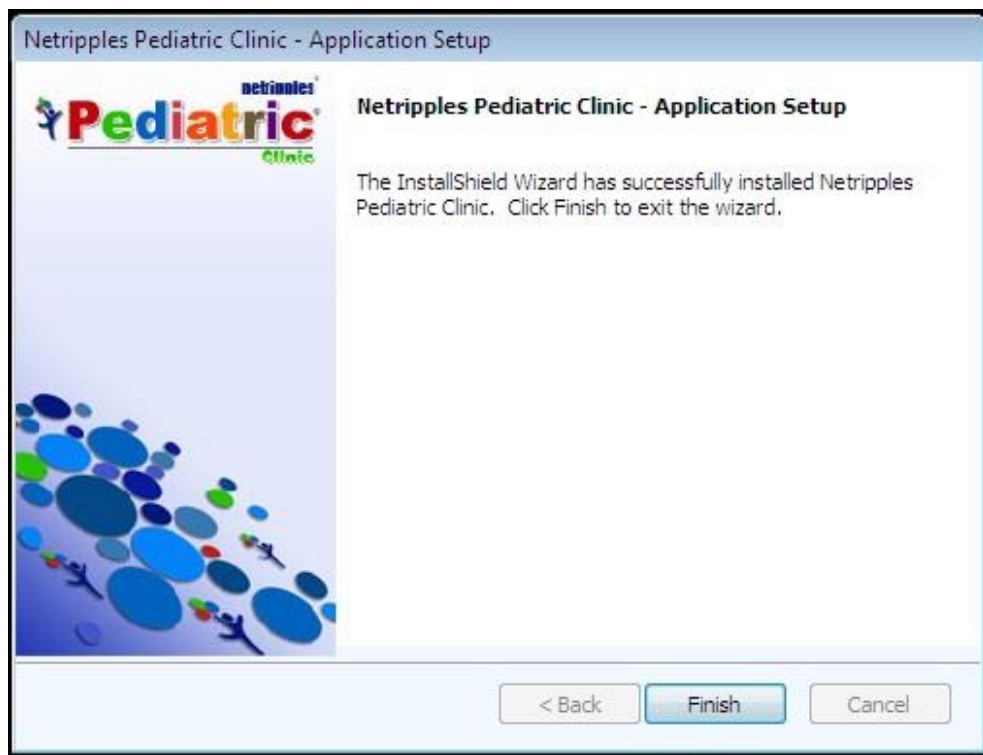 Netripples Pediatric Clinic - Application Setup
netripples
Pediatric
Clinic
Netripples Pediatric Clinic - Application Setup
The InstallShield Wizard has successfully installed Netripples
Pediatric Clinic. Click Finish to exit the wizard.
< Back
Finish
Cancel